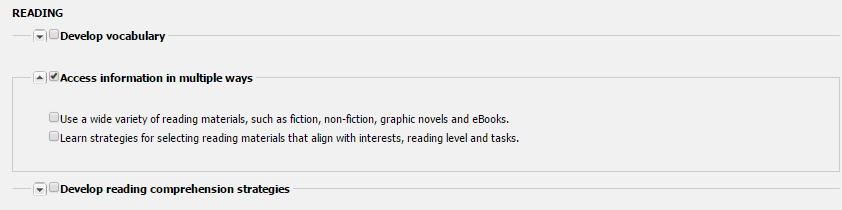 READING
Develop vocabulary
Access information in multiple ways
Use a wide variety of reading materials, such as fiction, non-fiction, graphic novels and eBooks.
Learn strategies for selecting reading materials that align with interests, reading level and tasks.
Develop reading comprehension strategies